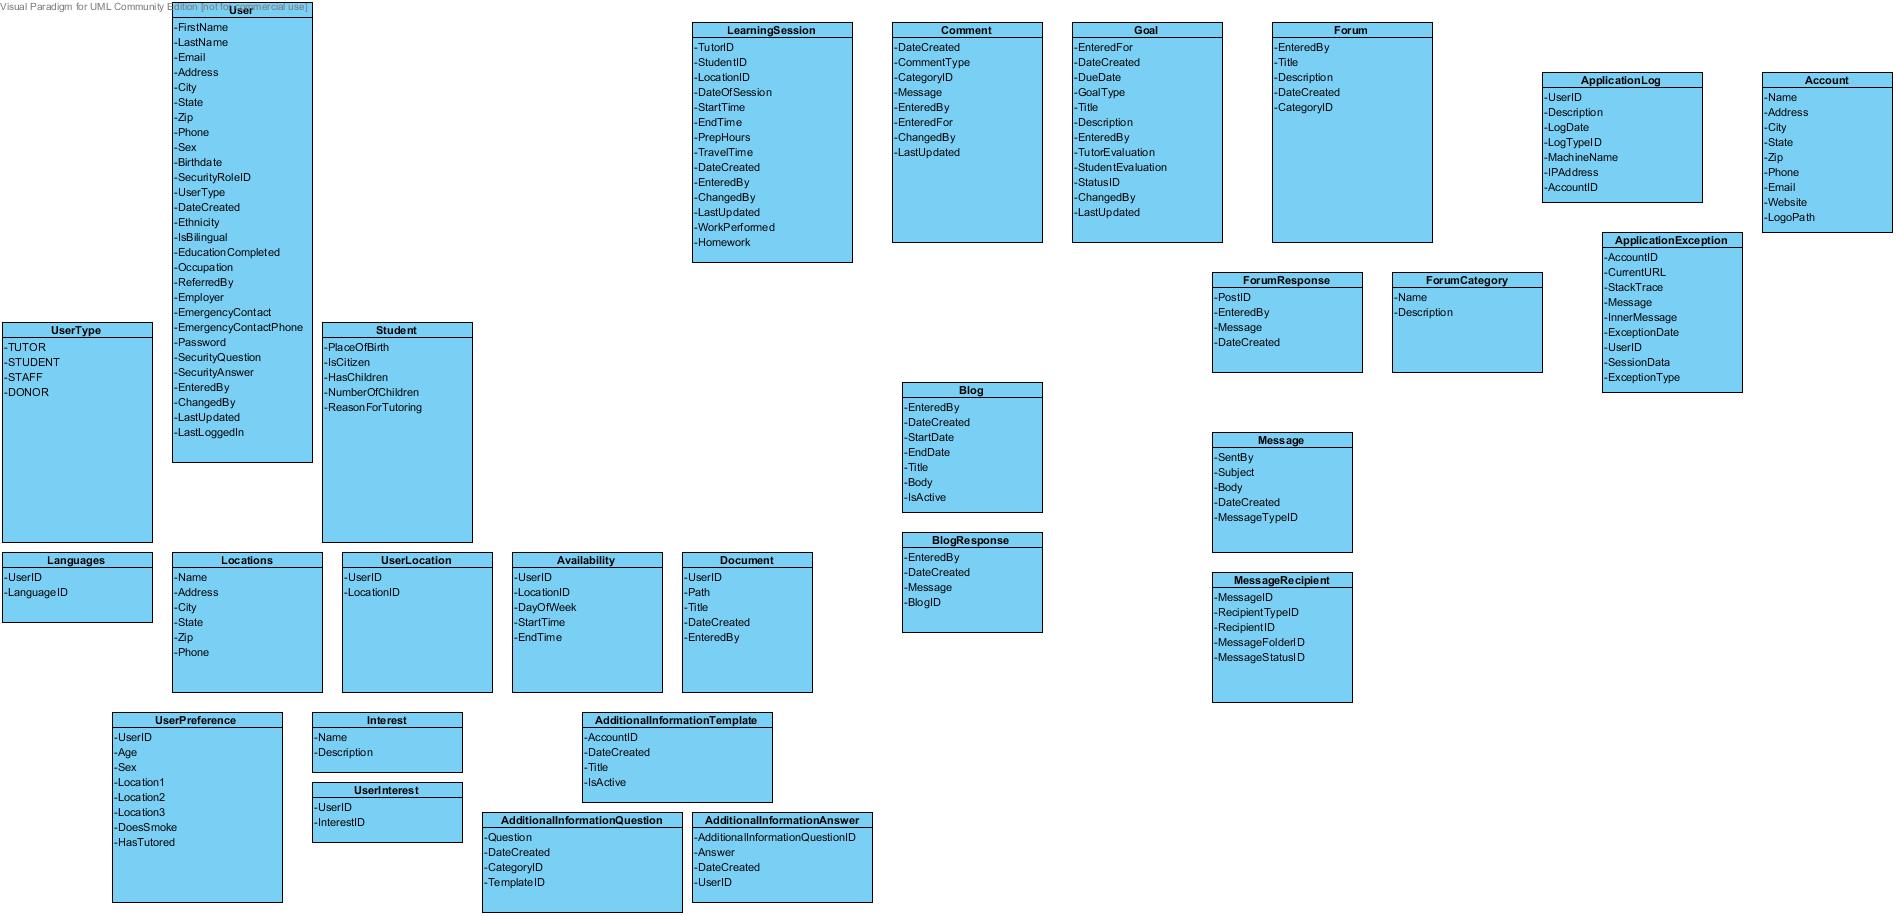 Visual Paradigm for UML Community Edition [not for commercial use]
User
-FirstName
-LastName
-Email
-Address
-City
-State
-Zip
-Phone
-Sex
-Birthdate
-SecurityRoleID
-UserType
-DateCreated
-Ethnicity
-IsBilingual
-EducationCompleted
-Occupation
-ReferredBy
-Employer
-EmergencyContact
-EmergencyContactPhone
-Password
-SecurityQuestion
-SecurityAnswer
-EnteredBy
-ChangedBy
-LastUpdated
-LastLoggedIn
LearningSession
-TutorID
-StudentID
-LocationID
-DateOfSession
-StartTime
-EndTime
-PrepHours
-TravelTime
-DateCreated
-EnteredBy
-ChangedBy
-LastUpdated
-WorkPerformed
-Homework
Comment
-DateCreated
-CommentType
-CategoryID
-Message
-EnteredBy
-EnteredFor
-ChangedBy
-LastUpdated
Goal
-EnteredFor
-DateCreated
-DueDate
-GoalType
-Title
-Description
-EnteredBy
-TutorEvaluation
-StudentEvaluation
-StatusID
-ChangedBy
-LastUpdated
Forum
-EnteredBy
-Title
-Description
-DateCreated
-CategoryID
ApplicationLog
-UserID
-Description
-LogDate
-LogTypeID
-MachineName
-IPAddress
-AccountID
Account
-Name
-Address
-City
-State
-Zip
-Phone
-Email
-Website
-LogoPath
ApplicationException
-AccountID
-CurrentURL
-StackTrace
-Message
-InnerMessage
-ExceptionDate
-UserID
-SessionData
-ExceptionType
ForumResponse
-PostID
-EnteredBy
-Message
-DateCreated
ForumCategory
-Name
-Description
UserType
-TUTOR
-STUDENT
-STAFF
-DONOR
Student
-PlaceOfBirth
-IsCitizen
-HasChildren
-NumberOfChildren
-ReasonForTutoring
Blog
-EnteredBy
-DateCreated
-StartDate
-EndDate
-Title
-Body
-IsActive
Message
-SentBy
-Subject
-Body
-DateCreated
-MessageTypeID
BlogResponse
-EnteredBy
-DateCreated
-Message
-BlogID
MessageRecipient
-MessageID
-RecipientTypeID
-RecipientID
-MessageFolderID
-MessageStatusID
Languages
-UserID
-LanguageID
Locations
-Name
-Address
-City
-State
-Zip
-Phone
UserLocation
-UserID
-LocationID
Availability
-UserID
-LocationID
-DayOfWeek
-StartTime
-EndTime
Document
-UserID
-Path
-Title
-DateCreated
-EnteredBy
UserPreference
-UserID
-Age
-Sex
-Location1
-Location2
-Location3
-DoesSmoke
-HasTutored
Interest
-Name
-Description
UserInterest
-UserID
-InterestID
AdditionalInformationTemplate
-AccountID
-DateCreated
-Title
-IsActive
AdditionalInformationQuestion
-Question
-DateCreated
-CategoryID
-TemplateID
AdditionalInformationAnswer
-AdditionalInformationQuestionID
-Answer
-DateCreated
-UserID